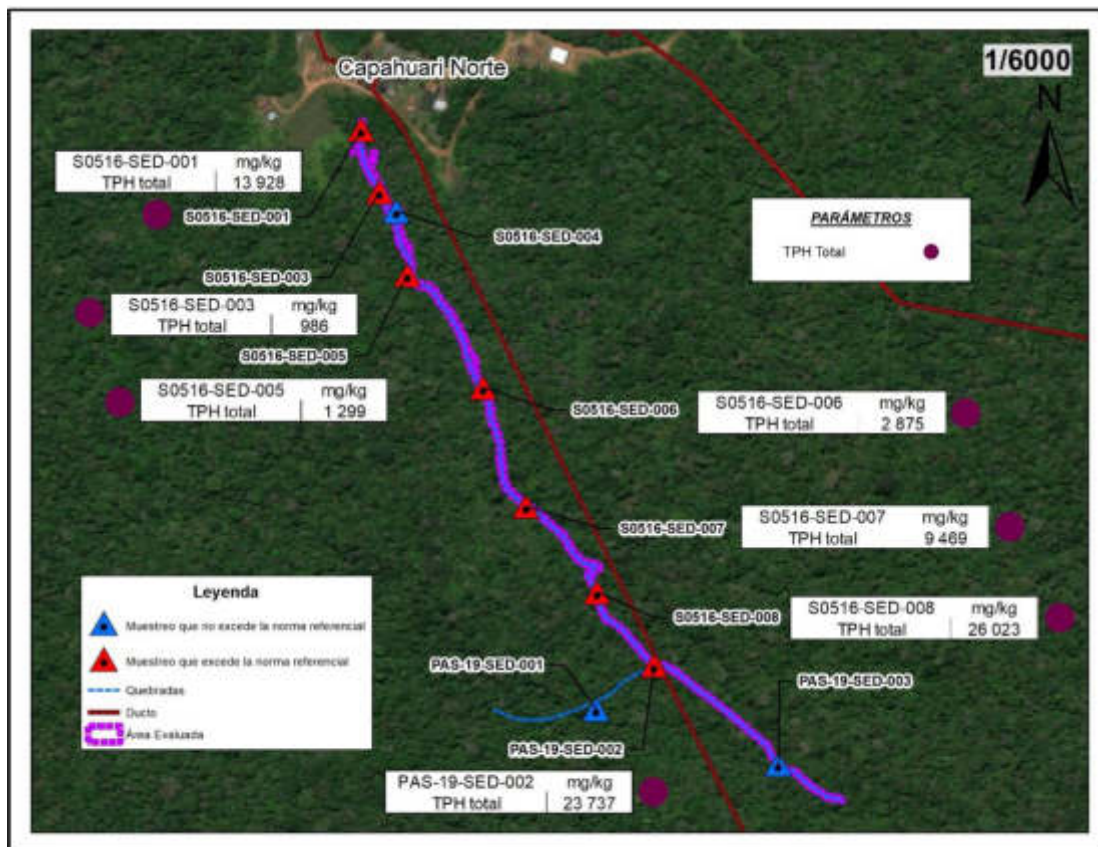 1/6000
Capahuari Norte
N
S0516-SED-001 mg/kg
TPH total 13 928
S0516-SED-001
PARÁMETROS
TPH Total
S0516-SED-004
S0516-SED-003
S0516-SED-003 mg/kg
TPH total 986
S0516-SED-005
S0516-SED-005 mg/kg
TPH total 1 299
S0516-SED-006
S0516-SED-006 mg/kg
TPH total 2 875
S0516-SED-007
S0516-SED-007 mg/kg
TPH total 9 469
S0516-SED-008
S0516-SED-008 mg/kg
TPH total 26 023
Leyenda
Muestreo que no excede la norma referencial
Muestreo que excede la norma referencial
Quebradas
Ducto
Área Evaluada
PAS-19-SED-001
PAS-19-SED-003
PAS-19-SED-002
PAS-19-SED-002 mg/kg
TPH total 23 737